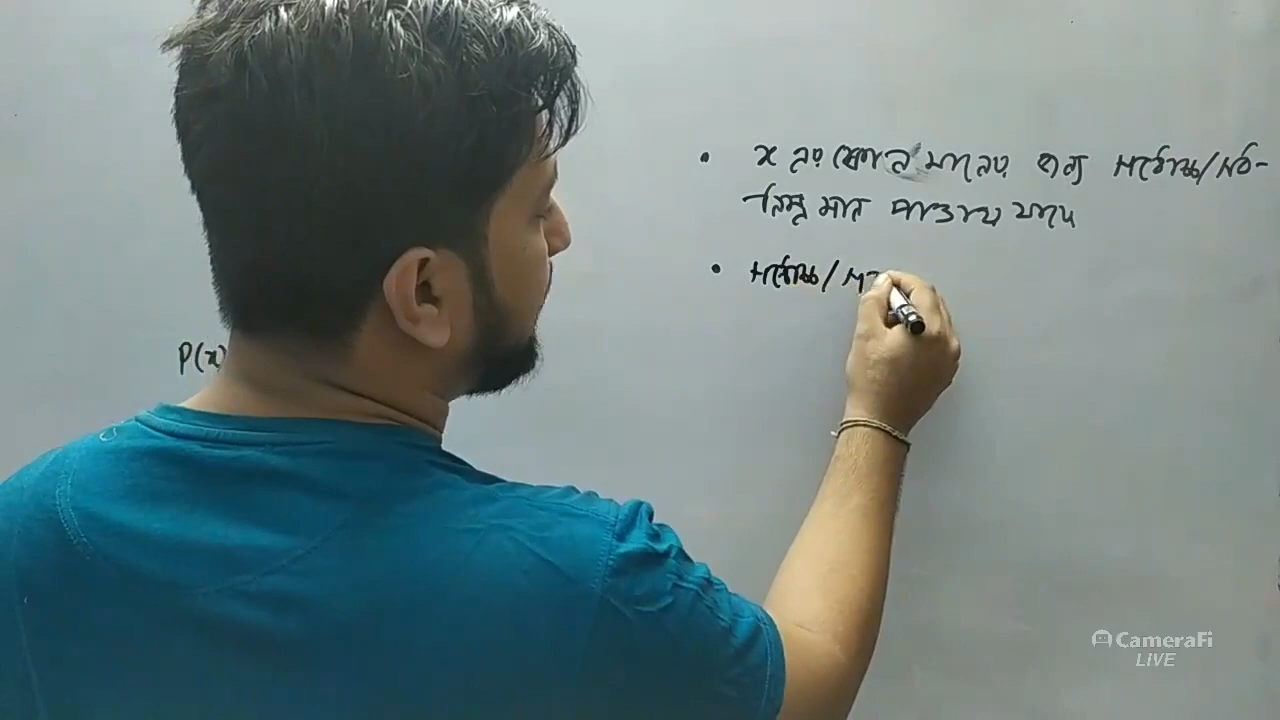 • x এর কোন মানের জন্য সর্বোচ্চ/সর্ব-
নিম্ন মান পাওয়া যাবে
• সর্বোচ্চ/স
P(x)
CameraFi
LIVE